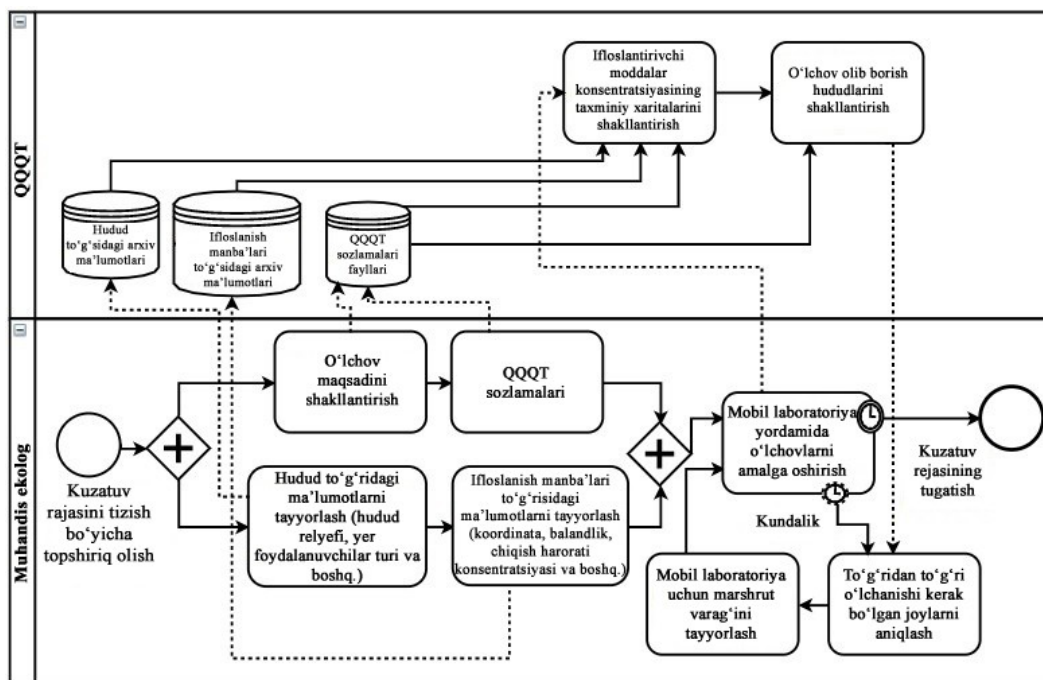 QQQT
Ifloslantirivchi
moddalar
konsentratsiyasining
taxminiy xaritalarini
shakllantirish
O‘lchov olib borish
hududlarini
shakllantirish
Hudud
to‘g‘sidagi arxiv
ma’lumotlari
Ifloslanish
manba’lari
to‘g‘sidagi arxiv
ma’lumotlari
QQQT
sozlamalari
fayllari
Muhandis ekolog
Kuzatuv
rajasini tizish
bo‘yicha
topshiriq olish
O‘lchov
maqsadini
shakllantirish
QQQT
sozlamalari
Hudud to‘g‘ridagi
ma’lumotlarni
tayyorlash (hudud
relyefi, yer
foydalanuvchilar turi va
boshq.)
Ifloslanish manba’lari
to‘g‘risidagi
ma’lumotlarni tayyorlash
(koordinata, balandlik,
chiqish harorati
konsentratsiyasi va boshq.)
Mobil laboratoriya
yordamida
o‘lchovlarni
amalga oshirish
Kuzatuv
rejasining
tugatish
Kundalik
Mobil laboratoriya
uchun marshrut
varag‘ini
tayyorlash
To‘g‘ridan to‘g‘ri
o‘lchanishi kerak
bo‘lgan joylarni
aniqlash